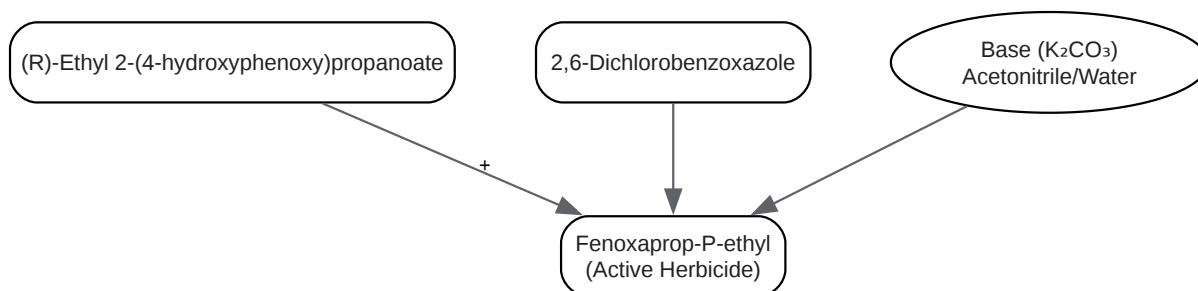 (R)-Ethyl 2-(4-hydroxyphenoxy)propanoate
2,6-Dichlorobenzoxazole
Base (K₂CO₃)
Acetonitrile/Water
+
Fenoxaprop-P-ethyl
(Active Herbicide)